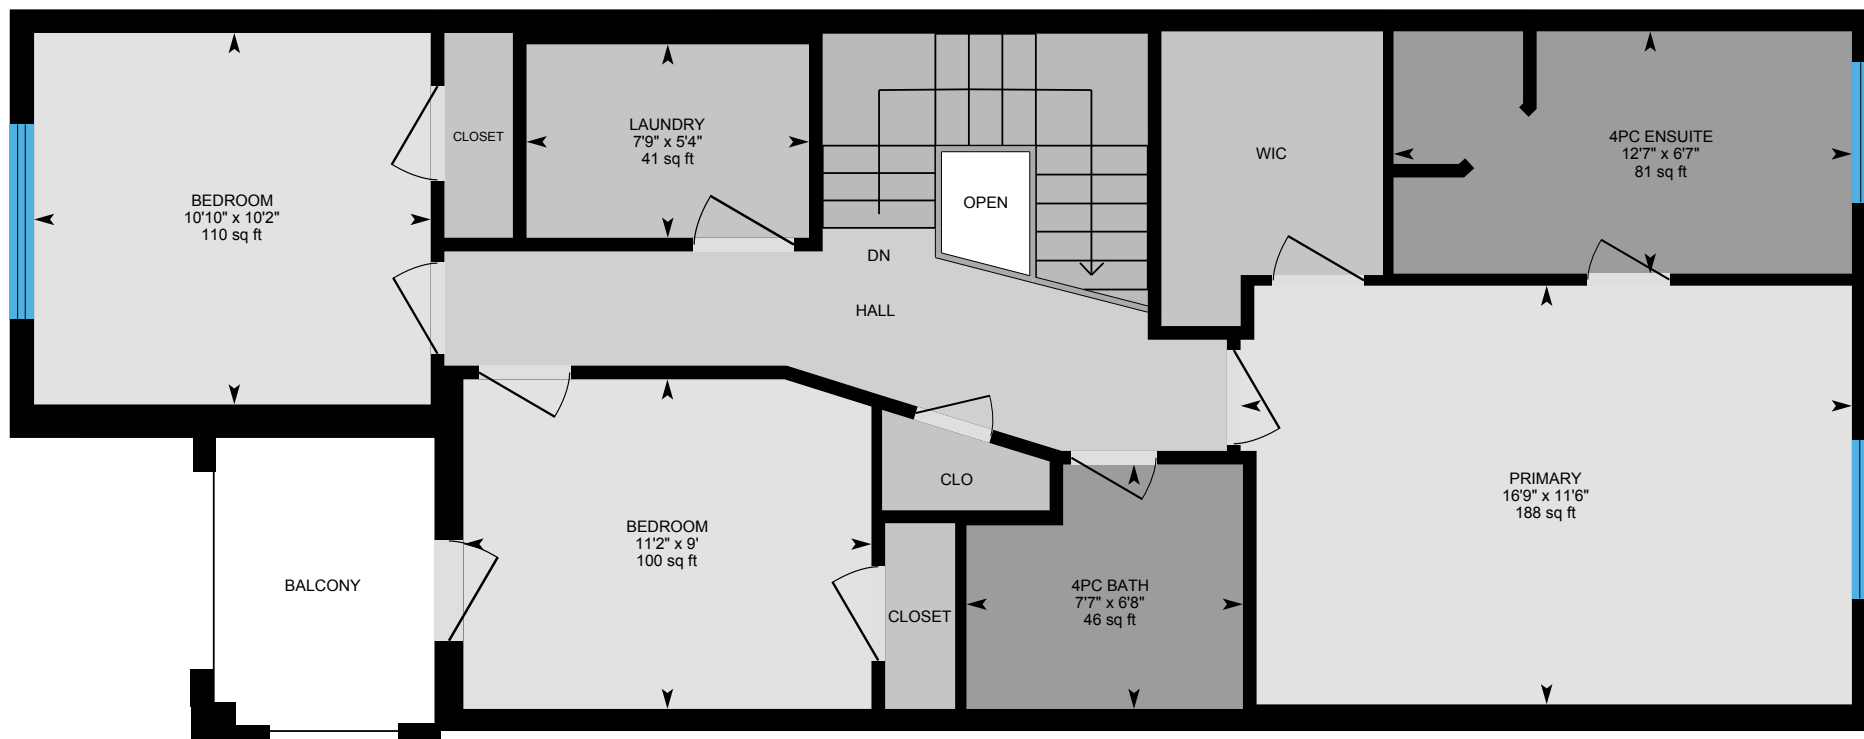 BEDROOM
10'10" x 10'2"
110 sq ft
CLOSET
LAUNDRY
7'9" x 5'4"
41 sq ft
OPEN
DN
HALL
WIC
4PC ENSUITE
12'7" x 6'7"
81 sq ft
BALCONY
BEDROOM
11'2" x 9'
100 sq ft
CLO
CLOSET
4PC BATH
7'7" x 6'8"
46 sq ft
PRIMARY
16'9" x 11'6"
188 sq ft